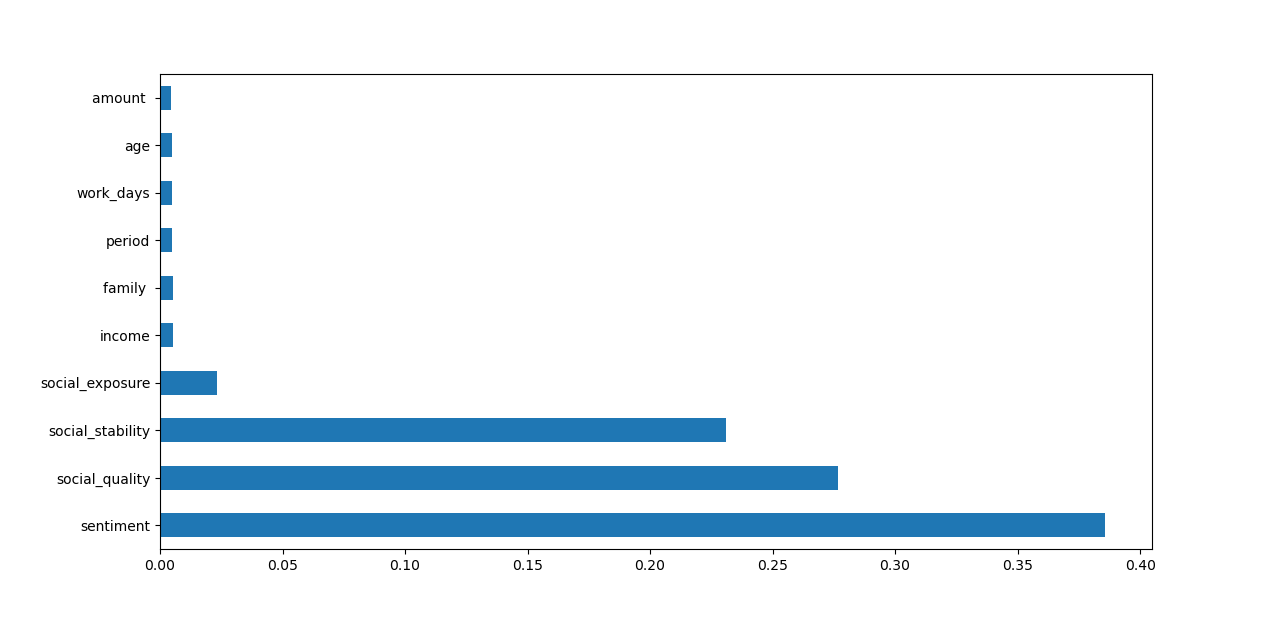 amount
age
work_days
period
family
income
social_exposure
social_stability
social_quality
sentiment
0.00 0.05 0.10 0.15 0.20 0.25 0.30 0.35 0.40